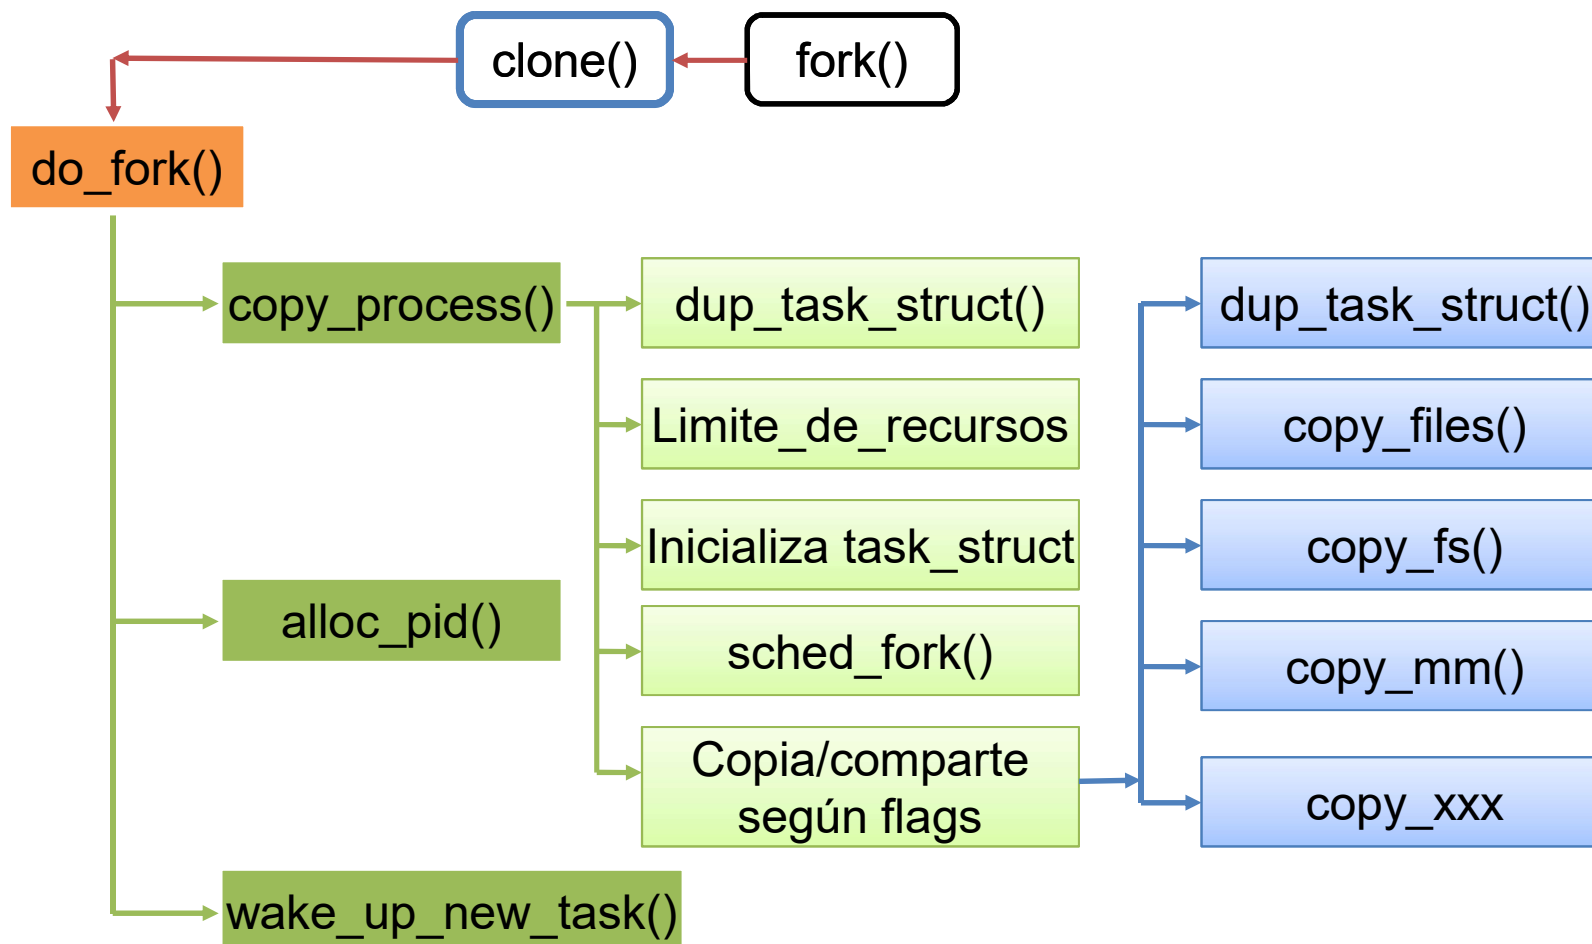 clone()
fork()
do_fork()
copy_process()
dup_task_struct()
dup_task_struct()
Limite_de_recursos
copy_files()
Inicializa task_struct
copy_fs()
alloc_pid()
sched_fork()
copy_mm()
Copia/comparte
según flags
copy_xxx
wake_up_new_task()